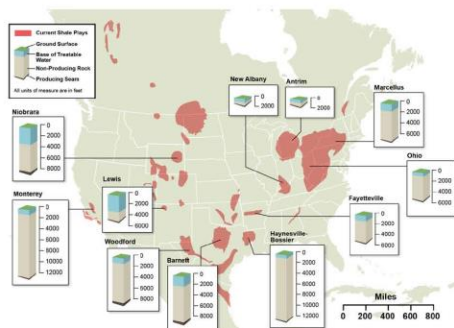 Current Shale Plays
Ground Surface
Base of Treatable
Water
Non-Producing Rock
Producing Seam
All units of measure are in feet
New Albany
0
2000
Antrim
0
2000
Marcellus
0
2000
4000
6000
Niobrara
0
2000
4000
6000
8000
Ohio
0
2000
4000
6000
Monterey
0
2000
4000
6000
8000
10000
12000
Lewis
0
2000
4000
6000
Fayetteville
0
2000
4000
6000
Woodford
0
2000
4000
6000
8000
Barnett
0
2000
4000
6000
8000
Haynesville-
Bossier
0
2000
4000
6000
8000
10000
12000
Miles
0 200 400 600 800